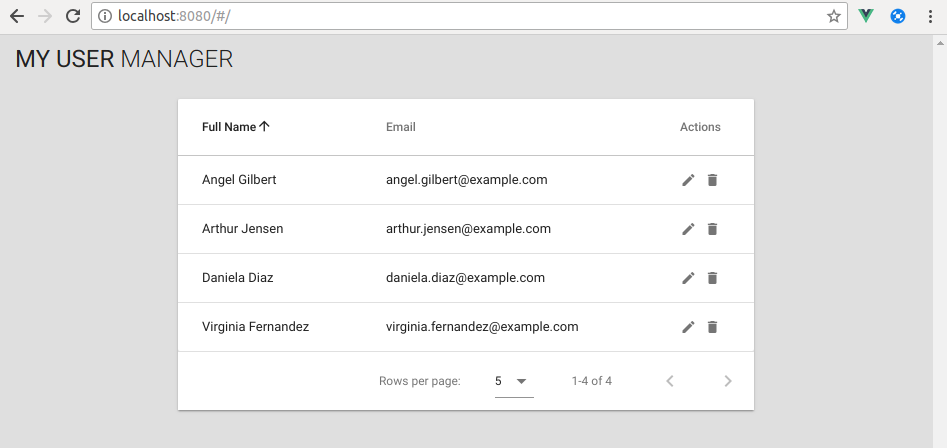 localhost:8080/#/
MY USER MANAGER
Full Name Email Actions
Angel Gilbert angel.gilbert@example.com
Arthur Jensen arthur.jensen@example.com
Daniela Diaz daniela.diaz@example.com
Virginia Fernandez virginia.fernandez@example.com
Rows per page: 5 1-4 of 4